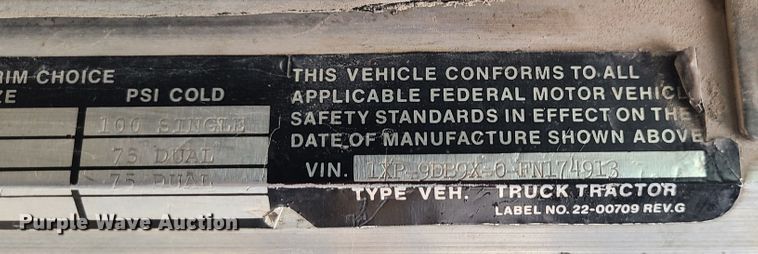 RIM CHOICE
ZE PSI COLD
100 SINGLE
75 DUAL
75 DUAL
THIS VEHICLE CONFORMS TO ALL
APPLICABLE FEDERAL MOTOR VEHICL
SAFETY STANDARDS IN EFFECT ON THE
DATE OF MANUFACTURE SHOWN ABOVE
VIN. 1XP-9DB9X-0-FN174913
TYPE VEH. TRUCK TRACTOR
LABEL NO. 22-00709 REV.G
Purple Wave Auction